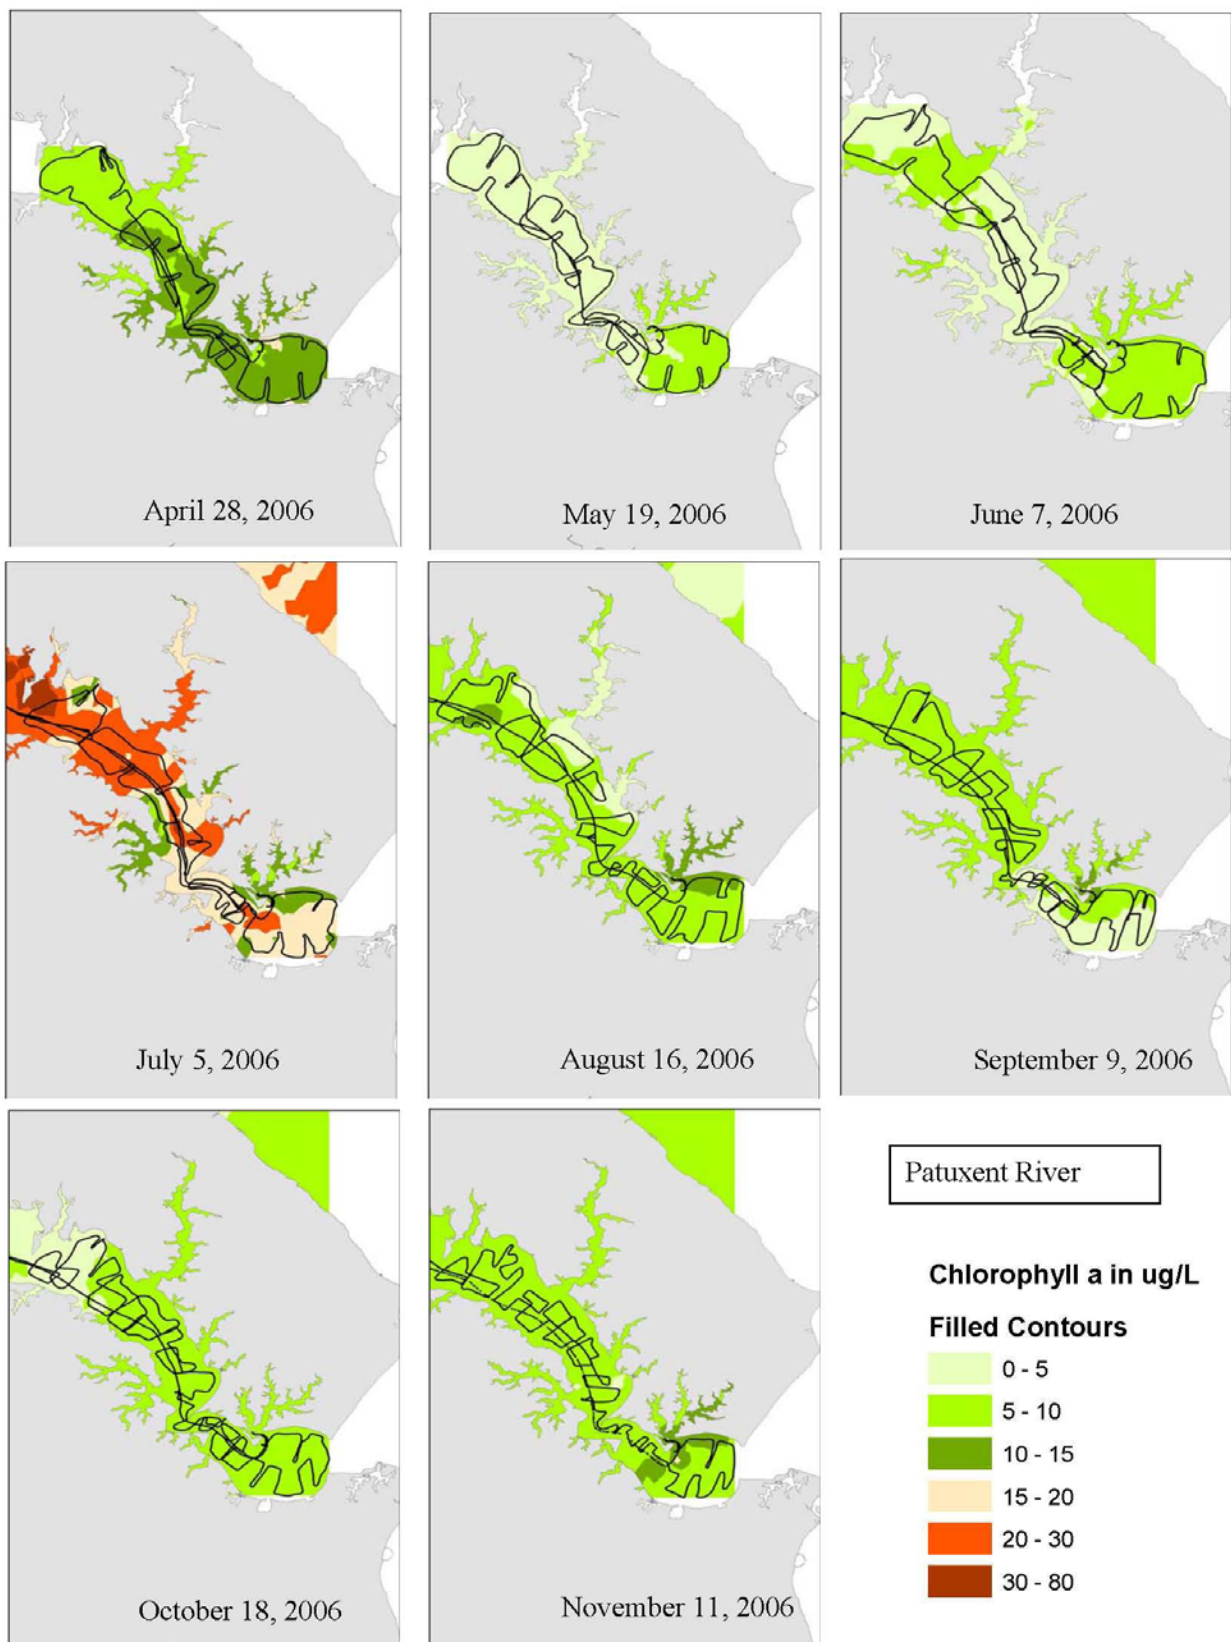 April 28, 2006
May 19, 2006
June 7, 2006
July 5, 2006
August 16, 2006
September 9, 2006
October 18, 2006
November 11, 2006
Patuxent River
Chlorophyll a in ug/L
Filled Contours
0 - 5
5 - 10
10 - 15
15 - 20
20 - 30
30 - 80